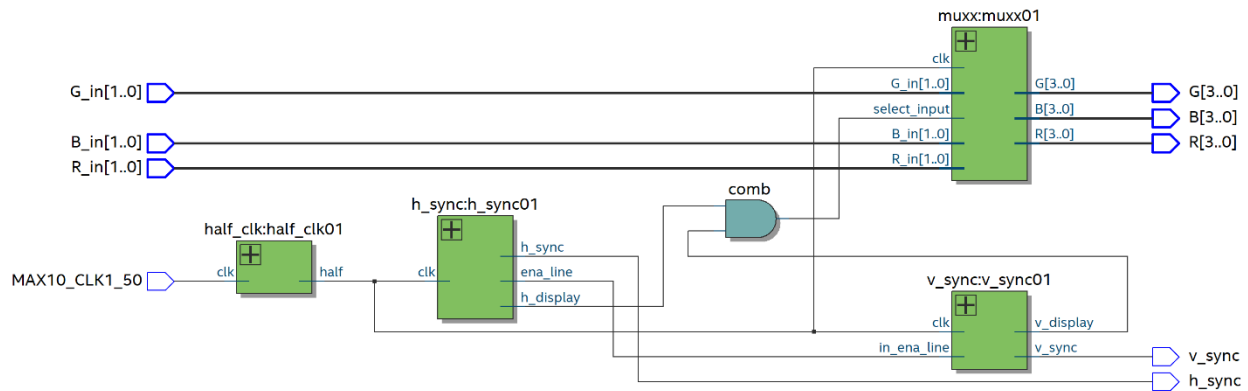 muxx:muxx01
clk
G_in[1..0] G_in[1..0] G[3..0] G[3..0]
select_input B[3..0] B[3..0]
B_in[1..0] B_in[1..0] R[3..0] R[3..0]
R_in[1..0] R_in[1..0]
comb
h_sync:h_sync01
half_clk:half_clk01
h_sync
MAX10_CLK1_50 clk half clk ena_line
v_sync:v_sync01
h_display
clk v_display
in_ena_line v_sync v_sync
h_sync